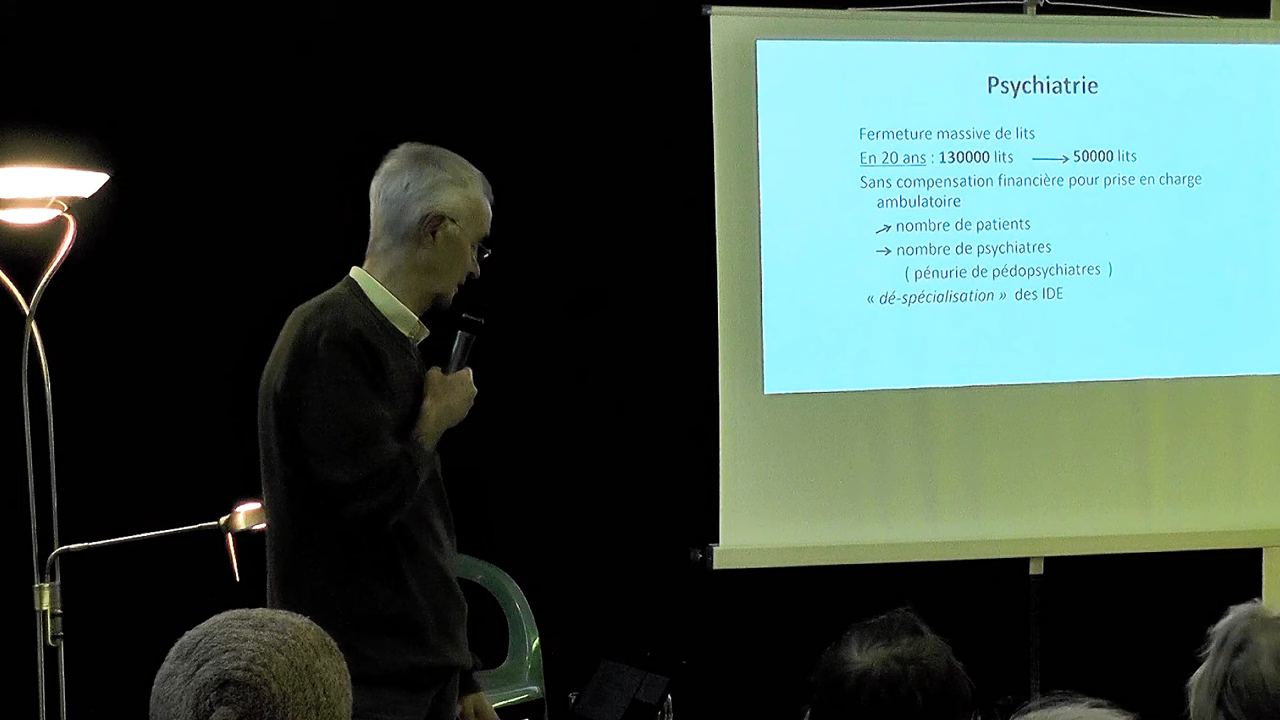 Psychiatrie
Fermeture massive de lits
En 20 ans : 130000 lits → 50000 lits
Sans compensation financière pour prise en charge
ambulatoire
↗ nombre de patients
→ nombre de psychiatres
( pénurie de pédopsychiatres )
« dé-spécialisation » des IDE